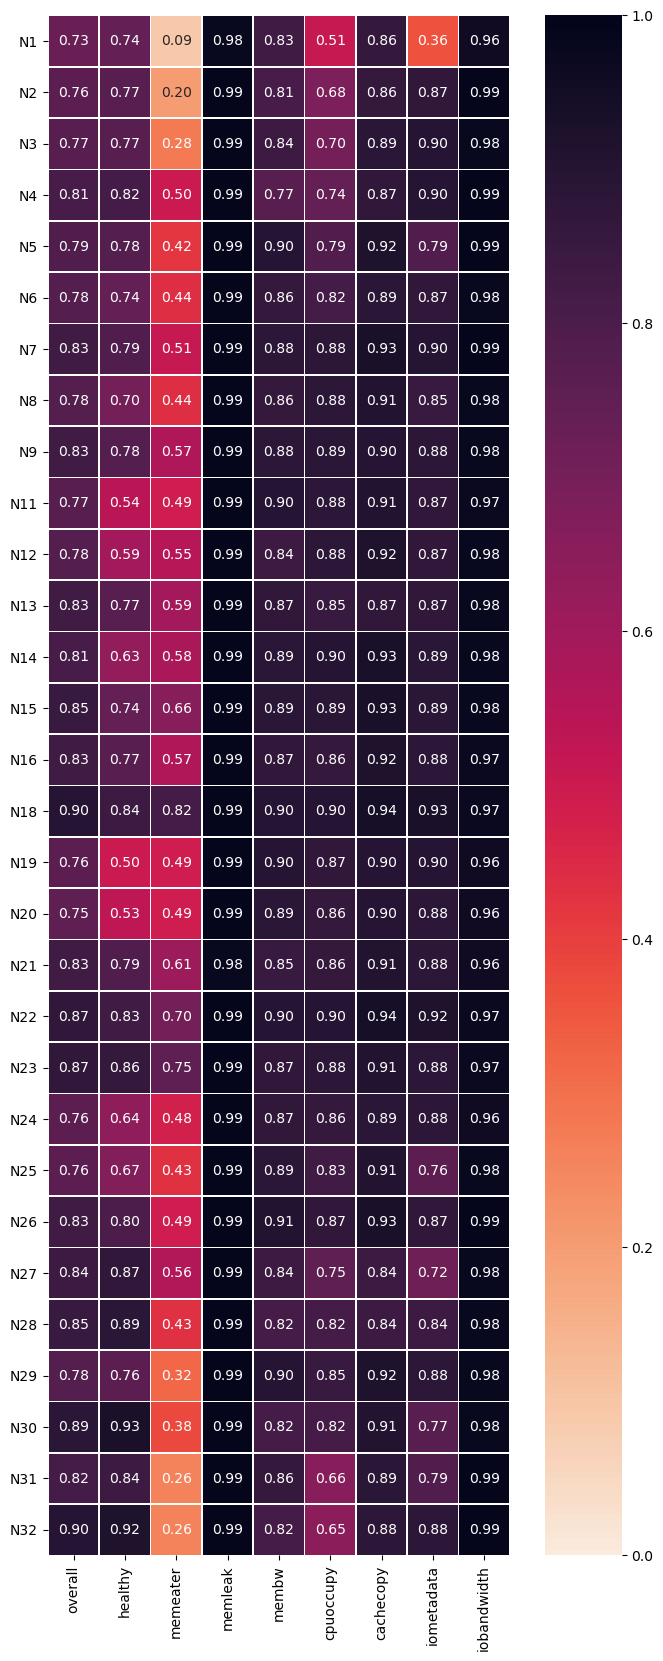 N1 0.73 0.74 0.09 0.98 0.83 0.51 0.86 0.36 0.96
N2 0.76 0.77 0.20 0.99 0.81 0.68 0.86 0.87 0.99
N3 0.77 0.77 0.28 0.99 0.84 0.70 0.89 0.90 0.98
N4 0.81 0.82 0.50 0.99 0.77 0.74 0.87 0.90 0.99
N5 0.79 0.78 0.42 0.99 0.90 0.79 0.92 0.79 0.99
N6 0.78 0.74 0.44 0.99 0.86 0.82 0.89 0.87 0.98
N7 0.83 0.79 0.51 0.99 0.88 0.88 0.93 0.90 0.99
N8 0.78 0.70 0.44 0.99 0.86 0.88 0.91 0.85 0.98
N9 0.83 0.78 0.57 0.99 0.88 0.89 0.90 0.88 0.98
N11 0.77 0.54 0.49 0.99 0.90 0.88 0.91 0.87 0.97
N12 0.78 0.59 0.55 0.99 0.84 0.88 0.92 0.87 0.98
N13 0.83 0.77 0.59 0.99 0.87 0.85 0.87 0.87 0.98
N14 0.81 0.63 0.58 0.99 0.89 0.90 0.93 0.89 0.98
N15 0.85 0.74 0.66 0.99 0.89 0.89 0.93 0.89 0.98
N16 0.83 0.77 0.57 0.99 0.87 0.86 0.92 0.88 0.97
N18 0.90 0.84 0.82 0.99 0.90 0.90 0.94 0.93 0.97
N19 0.76 0.50 0.49 0.99 0.90 0.87 0.90 0.90 0.96
N20 0.75 0.53 0.49 0.99 0.89 0.86 0.90 0.88 0.96
N21 0.83 0.79 0.61 0.98 0.85 0.86 0.91 0.88 0.96
N22 0.87 0.83 0.70 0.99 0.90 0.90 0.94 0.92 0.97
N23 0.87 0.86 0.75 0.99 0.87 0.88 0.91 0.88 0.97
N24 0.76 0.64 0.48 0.99 0.87 0.86 0.89 0.88 0.96
N25 0.76 0.67 0.43 0.99 0.89 0.83 0.91 0.76 0.98
N26 0.83 0.80 0.49 0.99 0.91 0.87 0.93 0.87 0.99
N27 0.84 0.87 0.56 0.99 0.84 0.75 0.84 0.72 0.98
N28 0.85 0.89 0.43 0.99 0.82 0.82 0.84 0.84 0.98
N29 0.78 0.76 0.32 0.99 0.90 0.85 0.92 0.88 0.98
N30 0.89 0.93 0.38 0.99 0.82 0.82 0.91 0.77 0.98
N31 0.82 0.84 0.26 0.99 0.86 0.66 0.89 0.79 0.99
N32 0.90 0.92 0.26 0.99 0.82 0.65 0.88 0.88 0.99
overall
healthy
memeater
memleak
membw
cpuoccupy
cachecopy
iometadata
iobandwidth
1.0
0.8
0.6
0.4
0.2
0.0